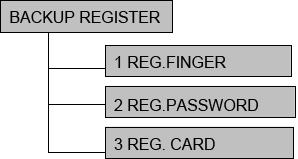 BACKUP REGISTER
1 REG.FINGER
2 REG.PASSWORD
3 REG. CARD